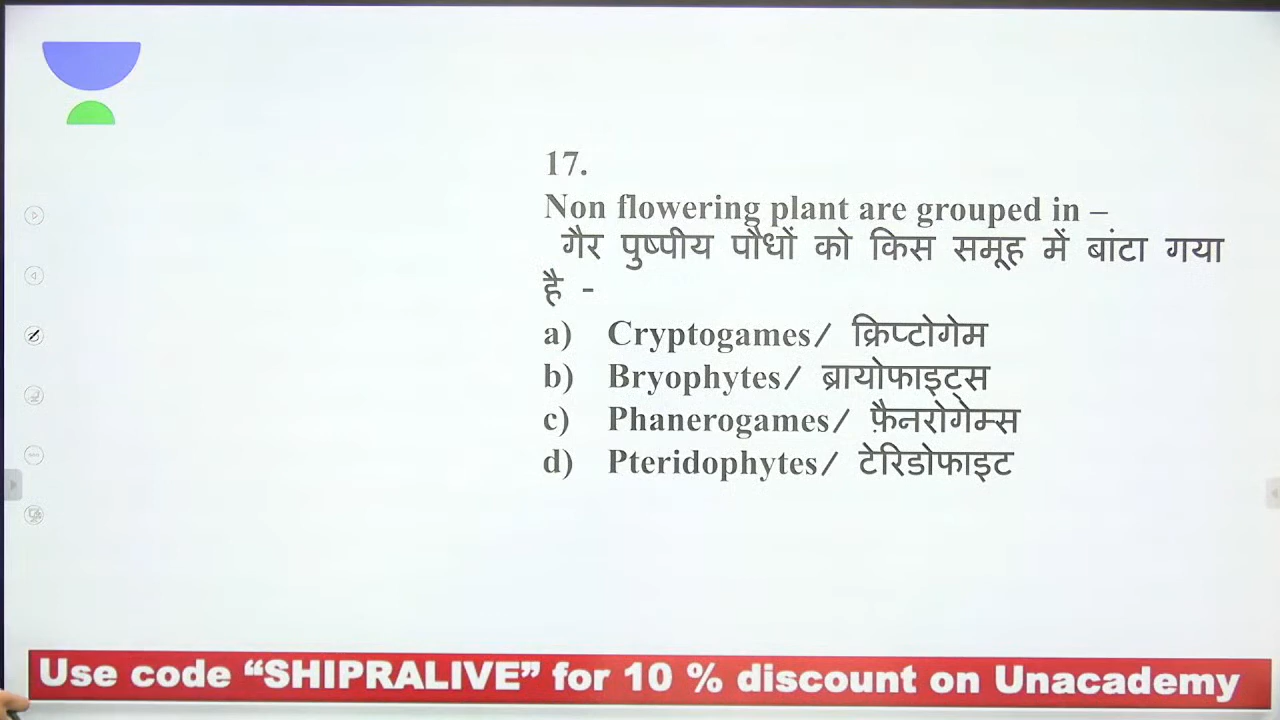 17.
Non flowering plant are grouped in –
गैर पुष्पीय पौधों को किस समूह में बांटा गया
है -
a) Cryptogames/ क्रिप्टोगेम
b) Bryophytes/ ब्रायोफाइट्स
c) Phanerogames/ फ़ैनरोगेम्स
d) Pteridophytes/ टेरिडोफाइट
Use code “SHIPRALIVE” for 10 % discount on Unacademy